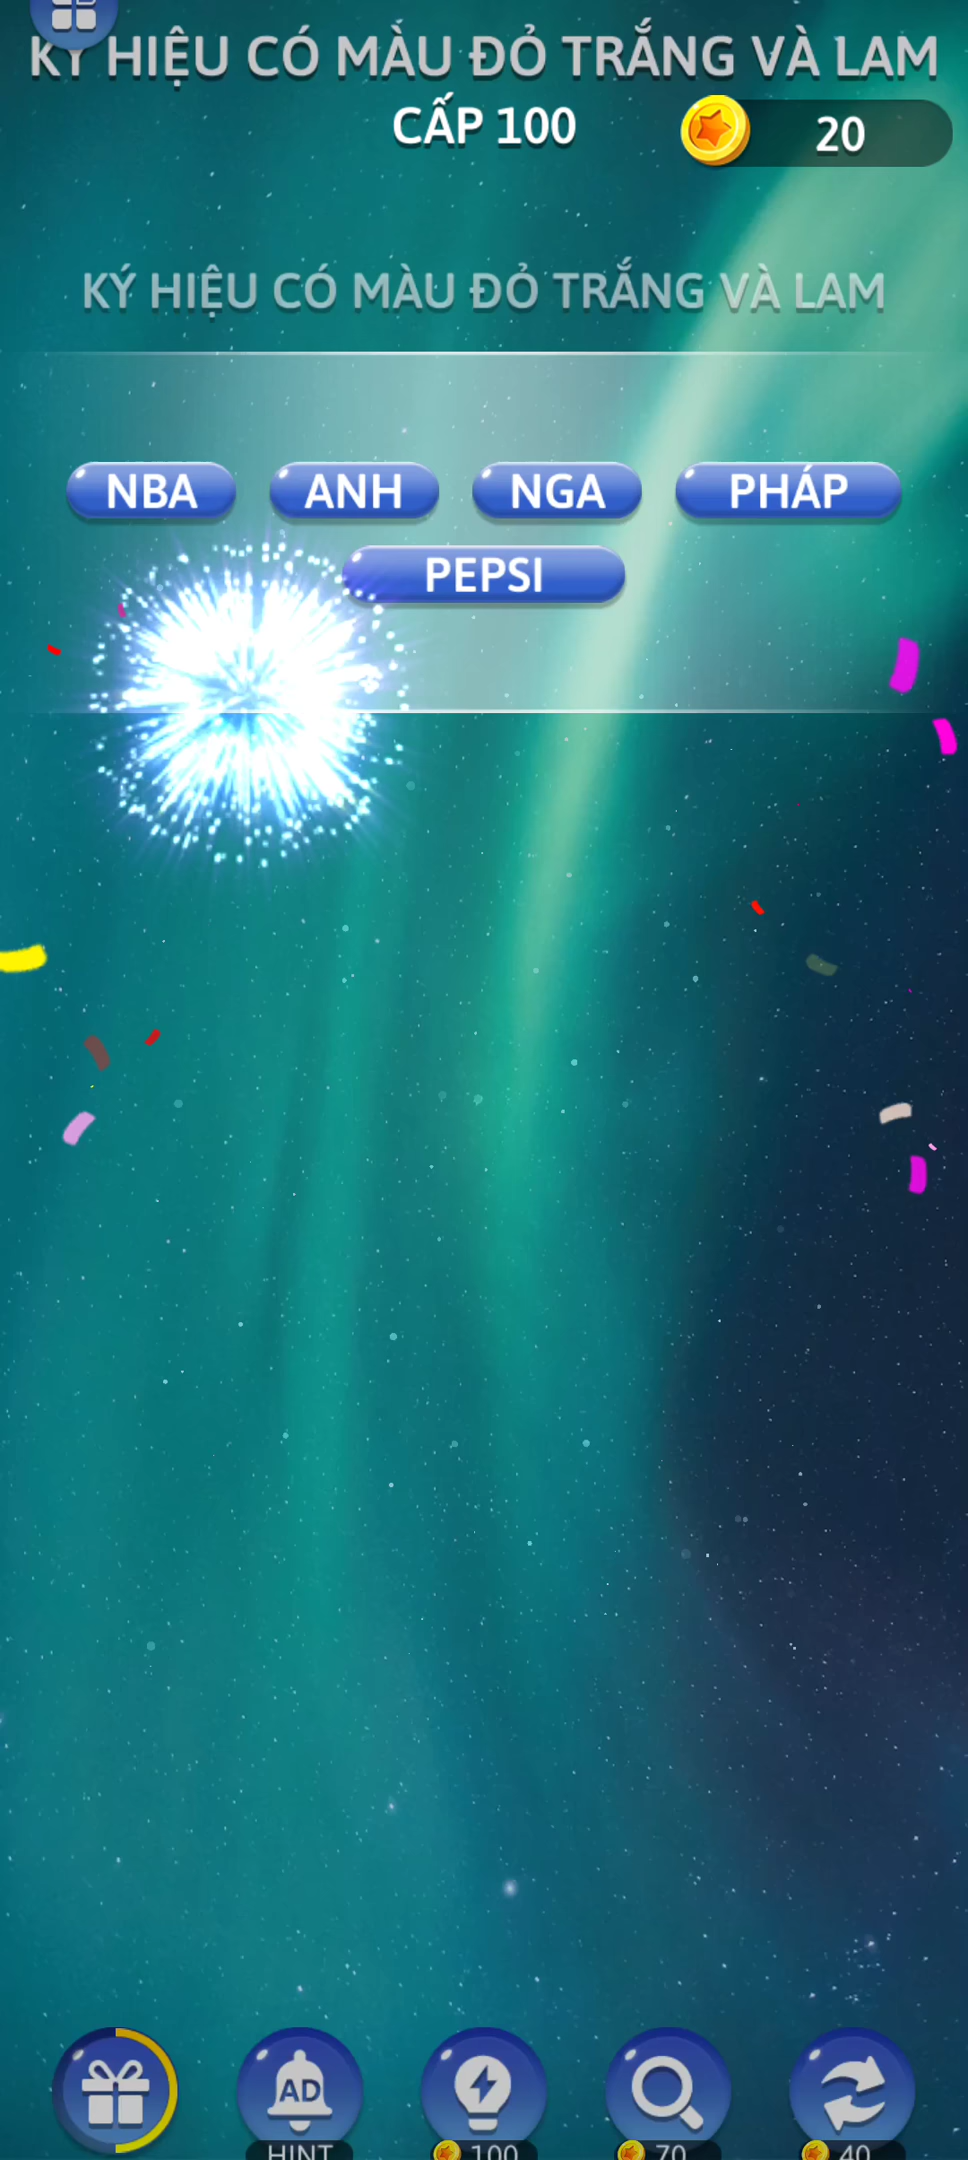 KÝ HIỆU CÓ MÀU ĐỎ TRẮNG VÀ LAM
CẤP 100
20
KÝ HIỆU CÓ MÀU ĐỎ TRẮNG VÀ LAM
NBA ANH NGA PHÁP
PEPSI
AD
HINT 100 70 40